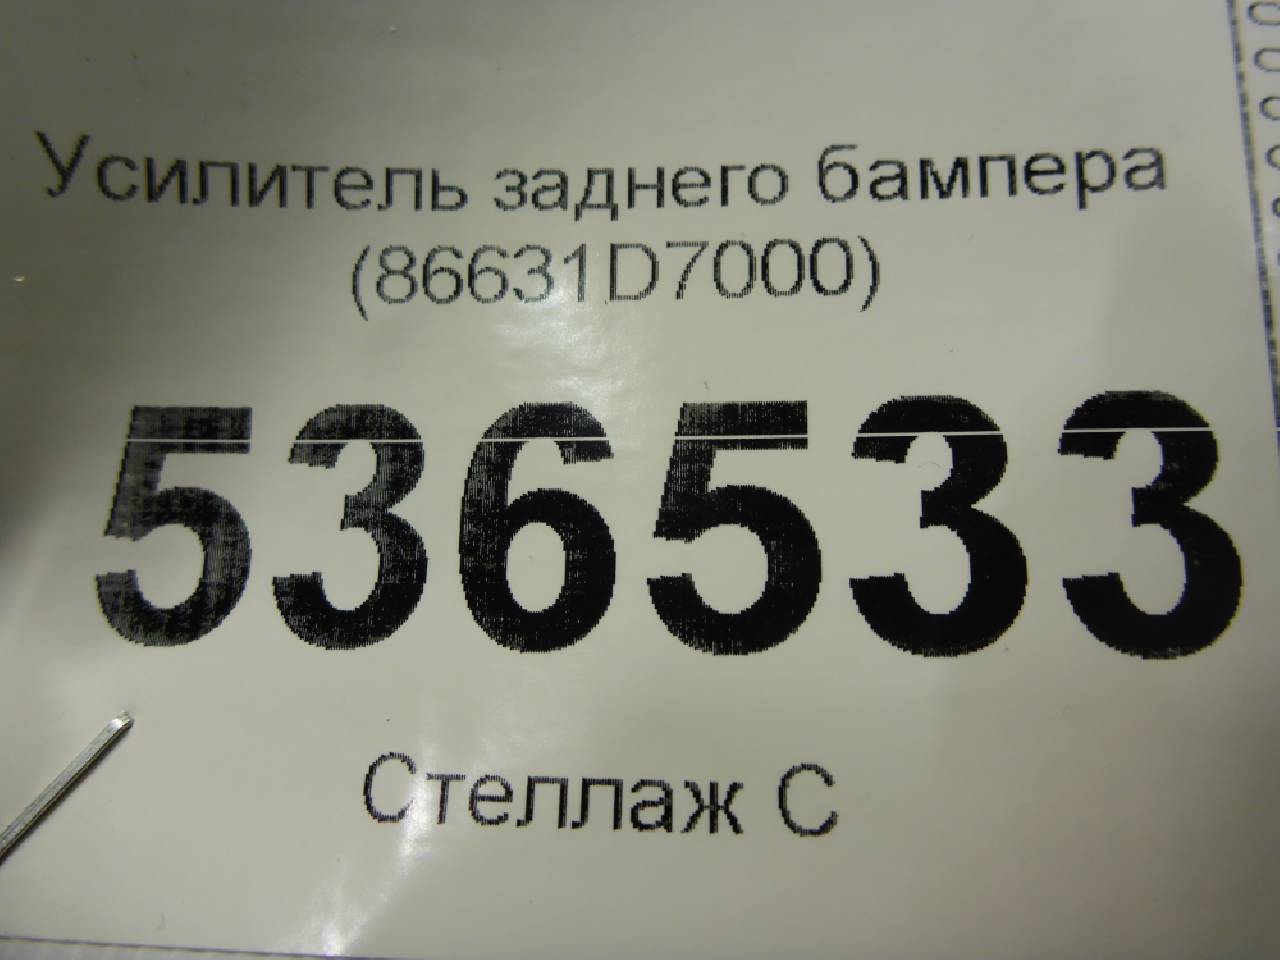 Усилитель заднего бампера
(86631D7000)
536533
Стеллаж С